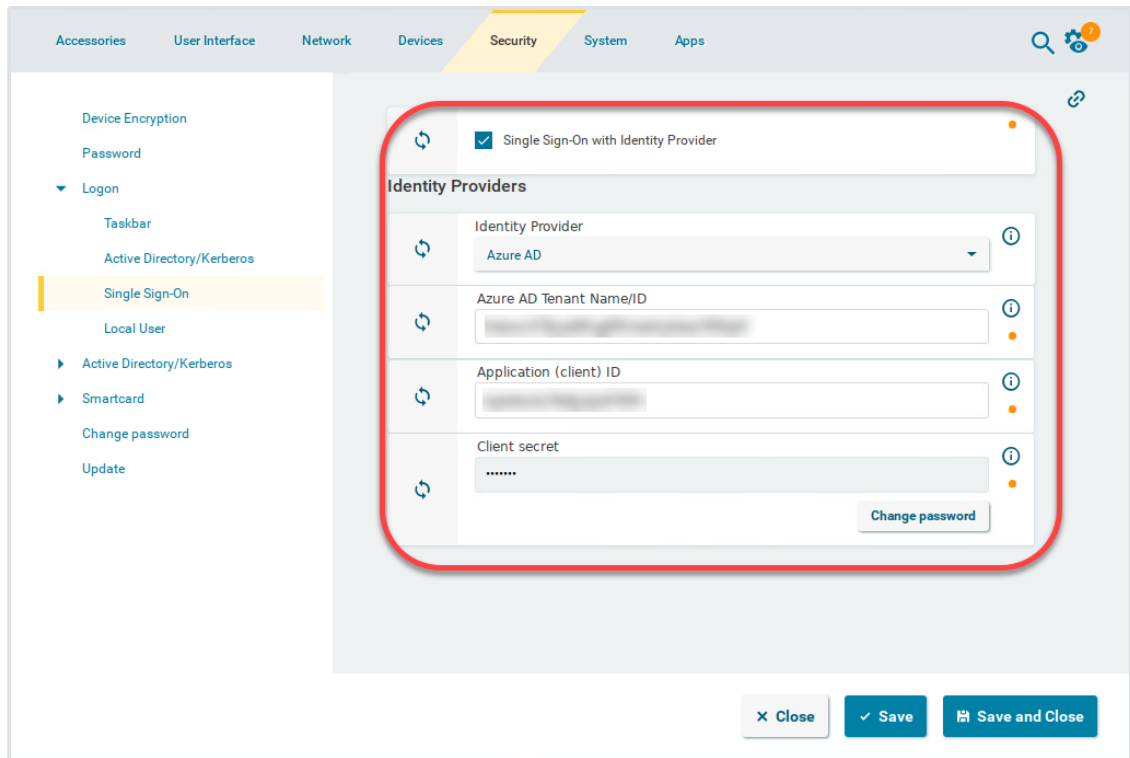 Accessories User Interface Network Devices Security System Apps
7
Device Encryption
Password
Logon
Taskbar
Active Directory/Kerberos
Single Sign-On
Local User
Active Directory/Kerberos
Smartcard
Change password
Update
Single Sign-On with Identity Provider
Identity Providers
Identity Provider
Azure AD
Azure AD Tenant Name/ID
Application (client) ID
Client secret
•••••••
Change password
Close Save Save and Close